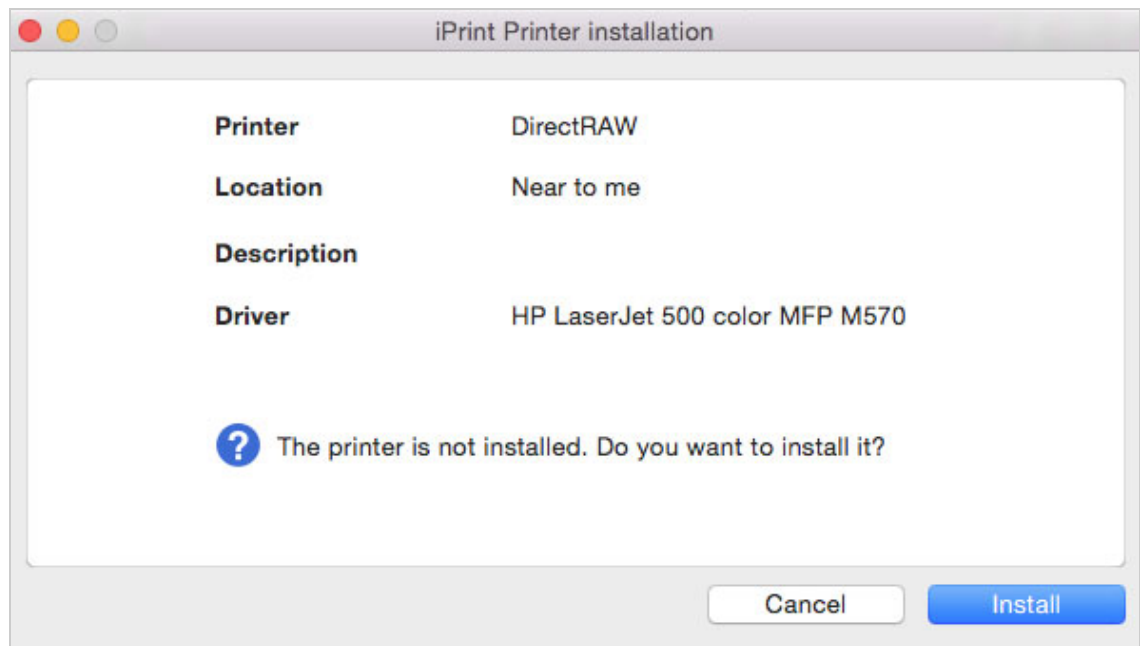 iPrint Printer installation
Printer DirectRAW
Location Near to me
Description
Driver HP LaserJet 500 color MFP M570
? The printer is not installed. Do you want to install it?
Cancel Install